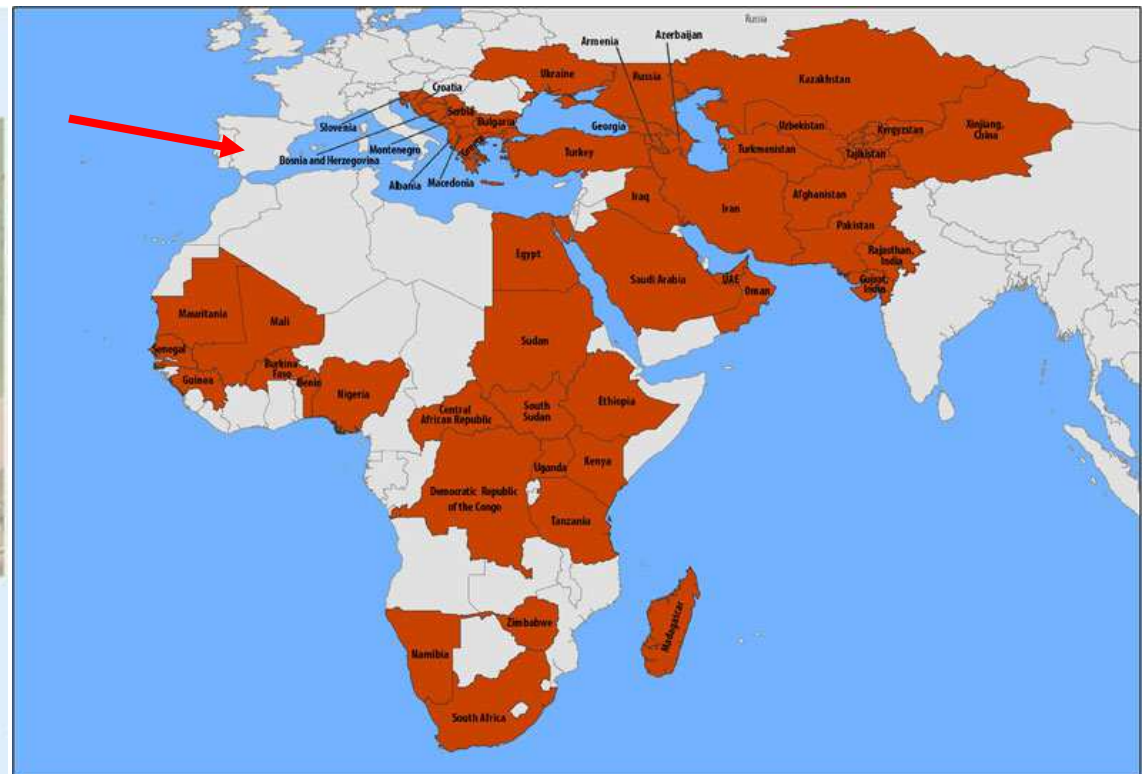 Russia
Azerbaijan
Armenia
Ukraine
Russia
Kazakhstan
Croatia
Slovenia
Serbia
Bulgaria
Georgia
Uzbekistan
Kyrgyzstan
Xinjiang,
China
Bosnia and Herzegovina
Montenegro
Greece
Turkey
Turkmenistan
Tajikistan
Albania
Macedonia
Iraq
Iran
Afghanistan
Pakistan
Rajasthan,
India
Gujrat,
India
Egypt
Saudi Arabia
UAE
Oman
Mauritania
Mali
Sudan
Senegal
Burkina
Faso
Guinea
Benin
Nigeria
Central
African Republic
South
Sudan
Ethiopia
Uganda
Kenya
Democratic Republic
of the Congo
Tanzania
Zimbabwe
Madagascar
Namibia
South Africa